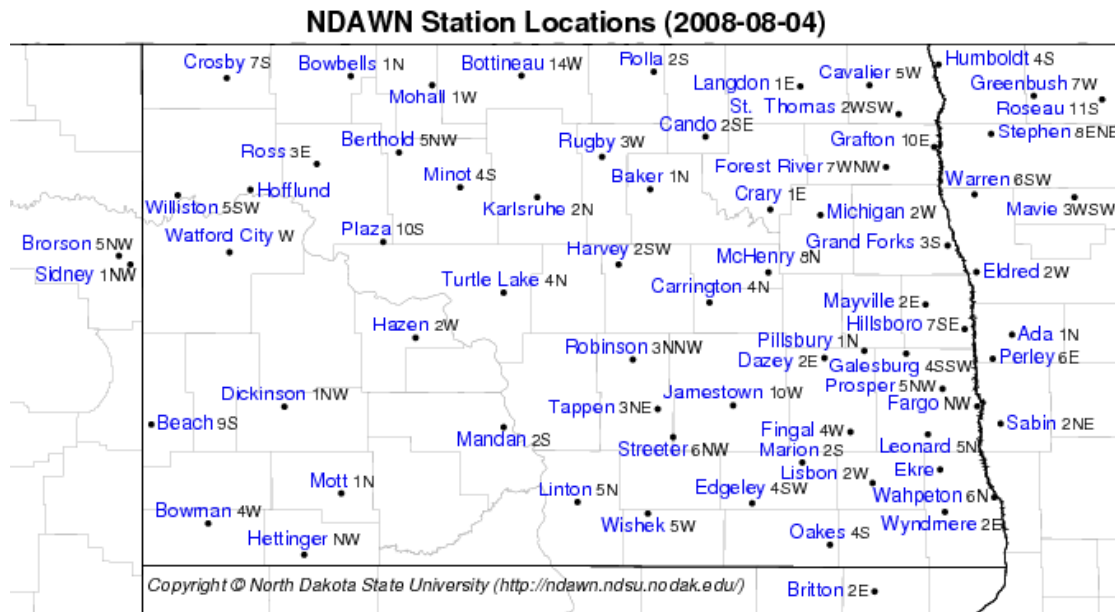 NDAWN Station Locations (2008-08-04)
Crosby 7S
Bowbells 1N
Bottineau 14W
Rolla 2S
Langdon 1E
Cavalier 5W
Humboldt 4S
Greenbush 7W
Mohall 1W
St. Thomas 2WSW
Roseau 11S
Cando 2SE
Stephen 8ENE
Berthold 5NW
Rugby 3W
Grafton 10E
Ross 3E
Forest River 7WNW
Minot 4S
Baker 1N
Warren 6SW
Hofflund
Crary 1E
Williston 5SW
Karlsruhe 2N
Michigan 2W
Mavie 3WSW
Plaza 10S
Watford City W
Brorson 5NW
Harvey 2SW
Grand Forks 3S
McHenry 8N
Sidney 1NW
Eldred 2W
Turtle Lake 4N
Carrington 4N
Mayville 2E
Hazen 2W
Hillsboro 7SE
Ada 1N
Pillsbury 1N
Robinson 3NNW
Dazey 2E
Perley 6E
Galesburg 4SSW
Prosper 5NW
Dickinson 1NW
Jamestown 10W
Fargo NW
Tappen 3NE
Beach 9S
Sabin 2NE
Mandan 2S
Fingal 4W
Streeter 6NW
Leonard 5N
Marion 2S
Lisbon 2W
Ekre
Mott 1N
Linton 5N
Edgeley 4SW
Wahpeton 6N
Bowman 4W
Wishek 5W
Wyndmere 2E
Hettinger NW
Oakes 4S
Copyright © North Dakota State University (http://ndawn.ndsu.nodak.edu/)
Britton 2E